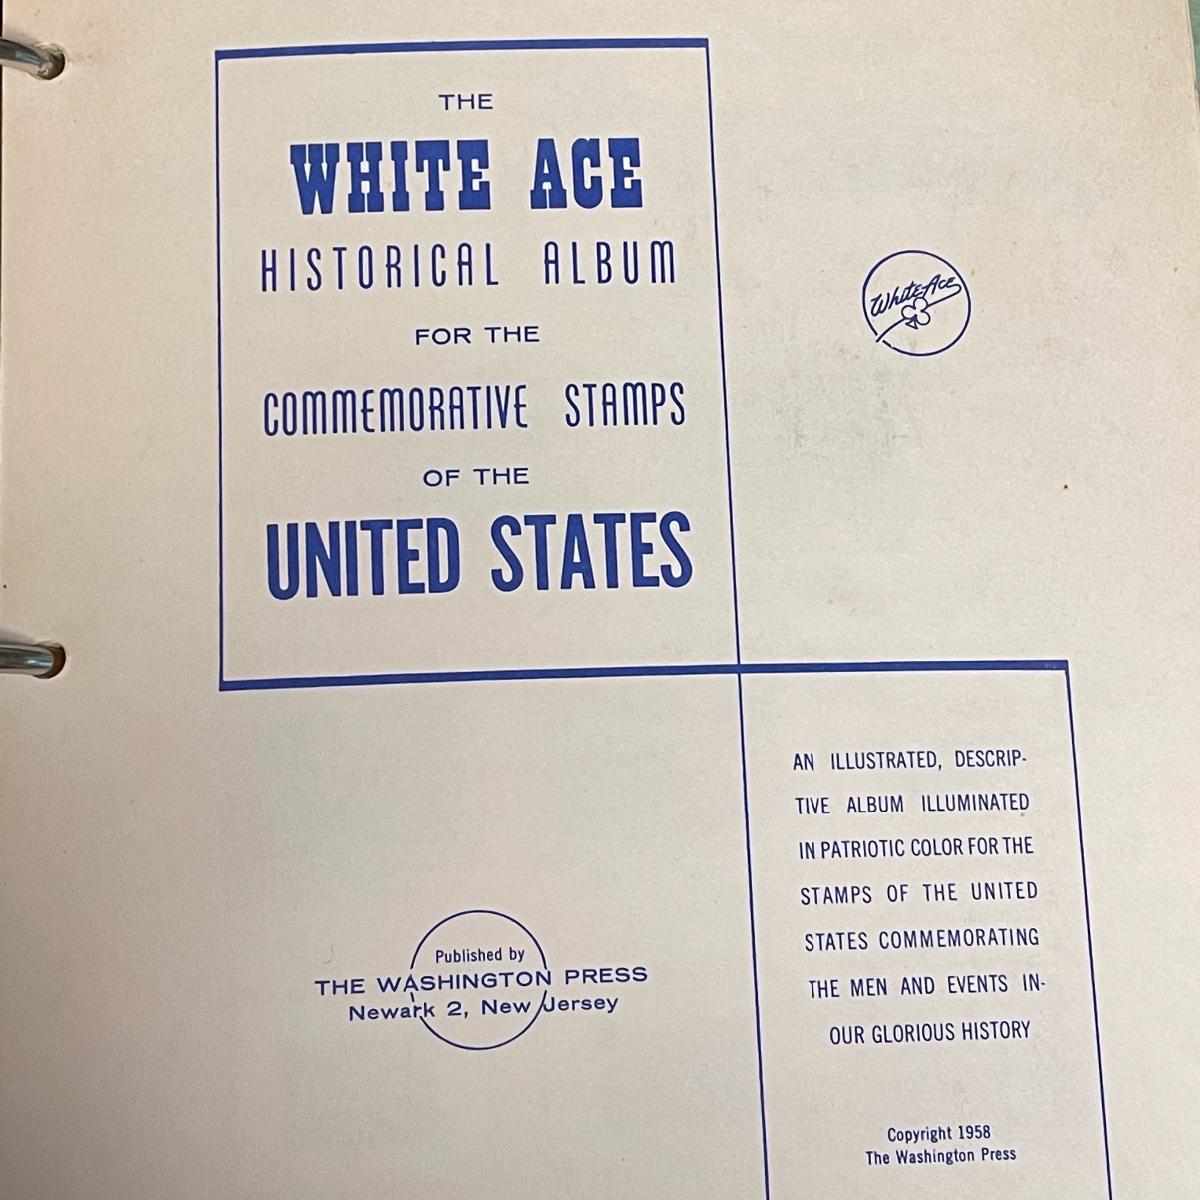 THE
WHITE ACE
HISTORICAL ALBUM
FOR THE
COMMEMORATIVE STAMPS
OF THE
UNITED STATES
White Ace
AN ILLUSTRATED, DESCRIP-
TIVE ALBUM ILLUMINATED
IN PATRIOTIC COLOR FOR THE
STAMPS OF THE UNITED
STATES COMMEMORATING
THE MEN AND EVENTS IN-
OUR GLORIOUS HISTORY
Published by
THE WASHINGTON PRESS
Newark 2, New Jersey
Copyright 1958
The Washington Press